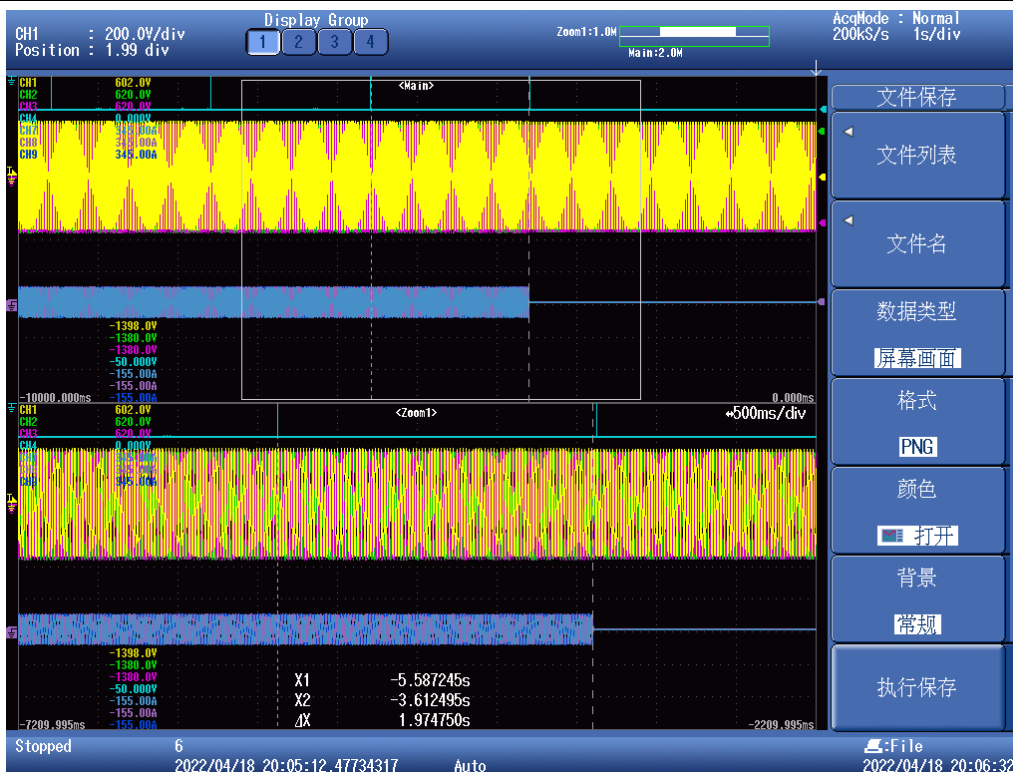 CH1 : 200.0V/div
Position : 1.99 div
Display Group
1 2 3 4
Zoom1:1.0M
Main:2.0M
AcqMode : Normal
200kS/s 1s/div
<Main>
CH1 602.0V
CH2 620.0V
CH3 620.0V
CH4 0.000V
CH7 345.00A
CH8 345.00A
CH9 345.00A
-1398.0V
-1380.0V
-1380.0V
-50.000V
-155.00A
-155.00A
-155.00A
-10000.000ms
0.000ms
<Zoom1>
↔500ms/div
CH1 602.0V
CH2 620.0V
CH3 620.0V
CH4 0.000V
345.00A
CH9 345.00A
-1398.0V
-1380.0V
-1380.0V
-50.000V
-155.00A
-155.00A
-155.00A
X1 -5.587245s
X2 -3.612495s
ΔX 1.974750s
-7209.995ms
-2209.995ms
文件保存
文件列表
文件名
数据类型
屏幕画面
格式
PNG
颜色
打开
背景
常规
执行保存
Stopped 6
2022/04/18 20:05:12.47734317 Auto
:File
2022/04/18 20:06:32